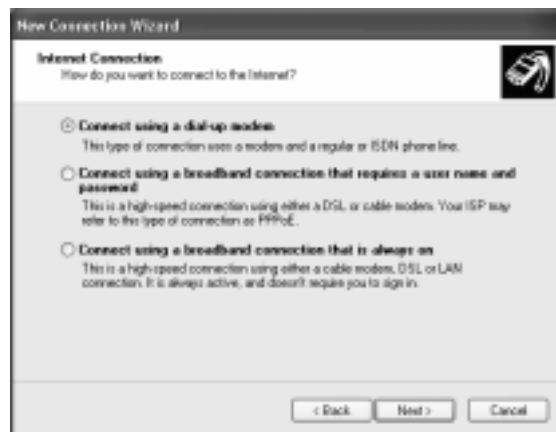 New Connection Wizard
Internet Connection
How do you want to connect to the Internet?
Connect using a dial-up modem
This type of connection uses a modem and a regular or ISDN phone line.
Connect using a broadband connection that requires a user name and
password
This is a high-speed connection using either a DSL or cable modem. Your ISP may
refer to this type of connection as PPPoE.
Connect using a broadband connection that is always on
This is a high-speed connection using either a cable modem, DSL or LAN
connection. It is always active, and doesn't require you to sign in.
< Back
Next >
Cancel